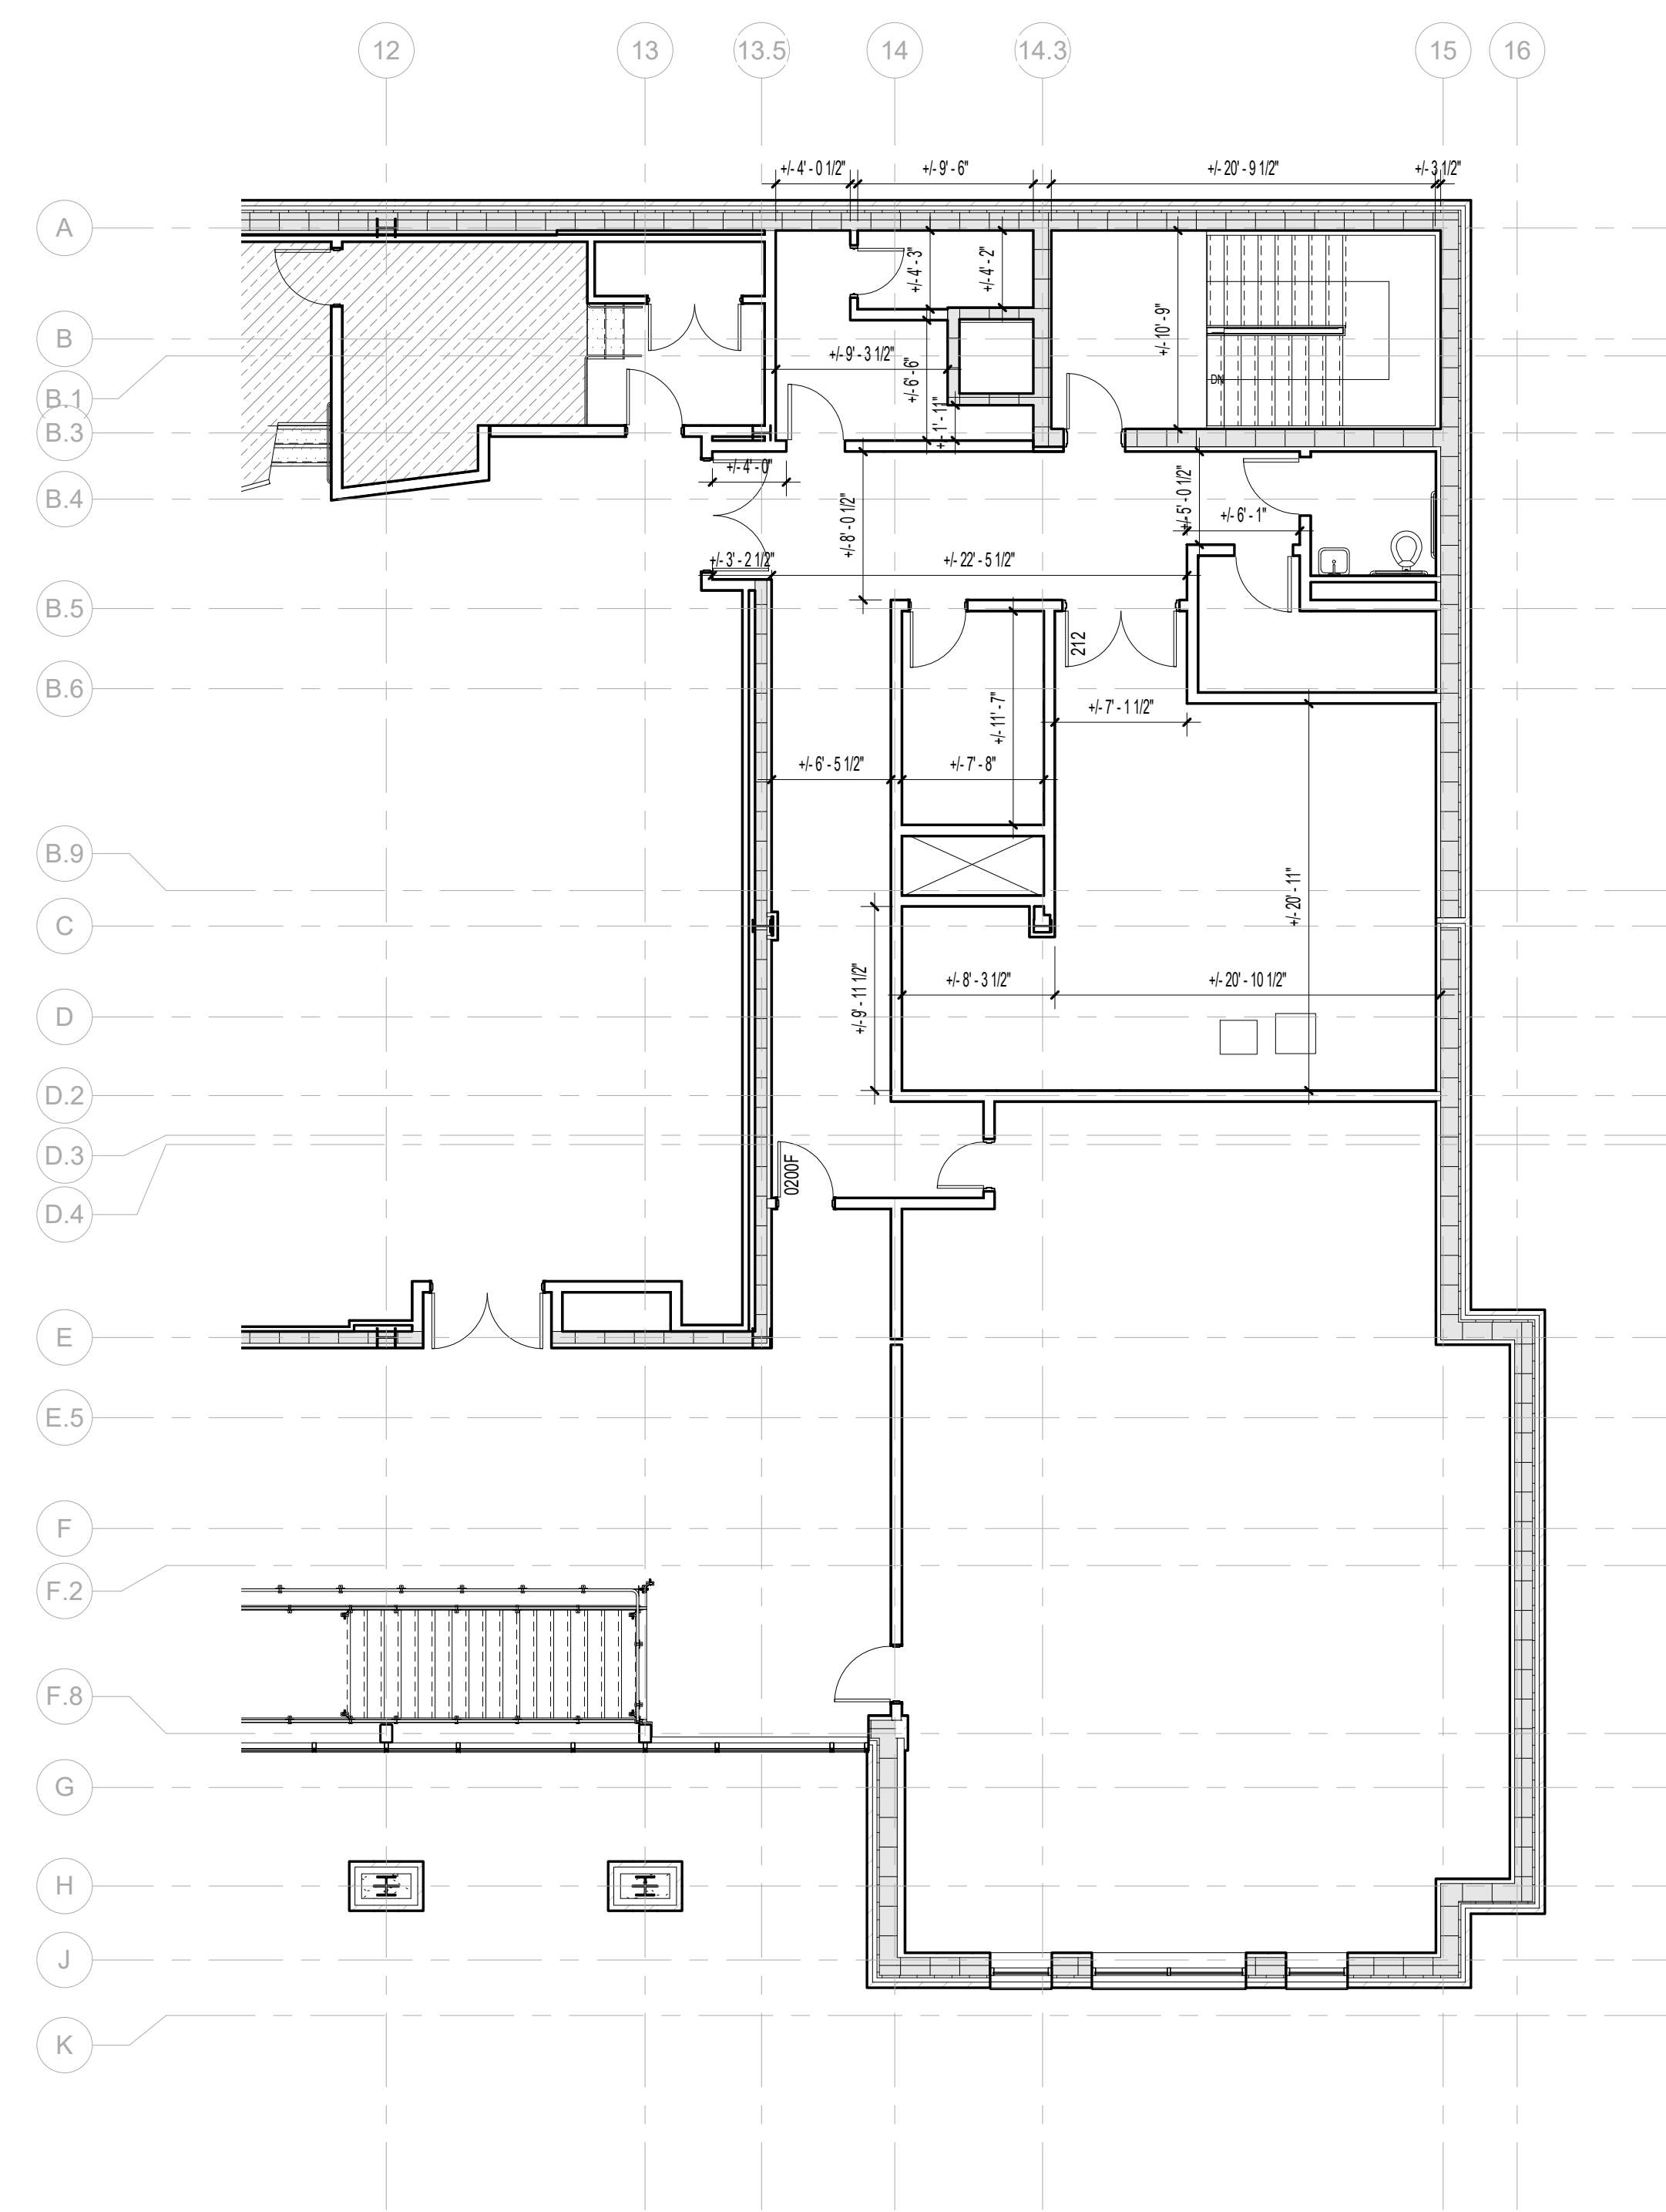 12
13
13.5
14
14.3
15
16
+/- 4' - 0 1/2"
+/- 9' - 6"
+/- 20' - 9 1/2"
+/- 3 1/2"
A
+/- 4' - 3"
+/- 4' - 2"
+/- 10' - 9"
B
+/- 9' - 3 1/2"
+/- 6' - 6"
DN
B.1
+/- 1' - 11"
B.3
+/- 4' - 0"
B.4
+/- 8' - 0 1/2"
+/- 5' - 0 1/2"
+/- 6' - 1"
+/- 3' - 2 1/2"
+/- 22' - 5 1/2"
B.5
212
B.6
+/- 11' - 7"
+/- 7' - 1 1/2"
+/- 6' - 5 1/2"
+/- 7' - 8"
B.9
+/- 20' - 11"
C
+/- 9' - 11 1/2"
+/- 8' - 3 1/2"
+/- 20' - 10 1/2"
D
D.2
D.3
0200F
D.4
E
E.5
F
F.2
F.8
G
H
J
K